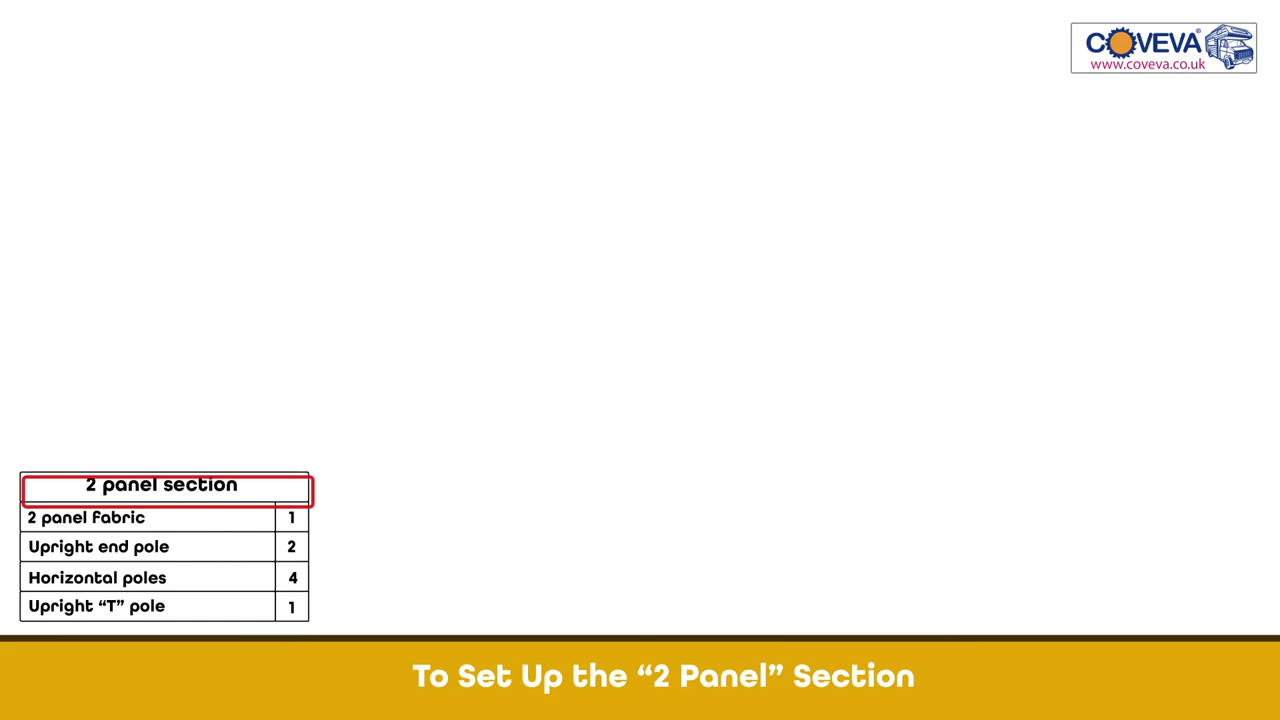 COVEVA®
www.coveva.co.uk
2 panel section
2 panel fabric 1
Upright end pole 2
Horizontal poles 4
Upright “T” pole 1
To Set Up the “2 Panel” Section